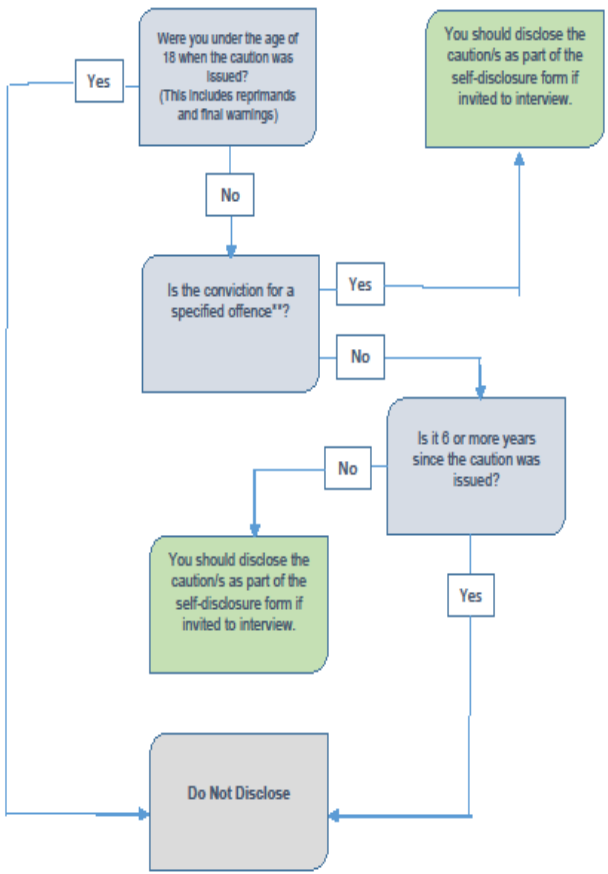 Were you under the age of
18 when the caution was
issued?
(This includes reprimands
and final warnings)
Yes
You should disclose the
caution/s as part of the
self-disclosure form if
invited to interview.
No
Is the conviction for a
specified offence**?
Yes
No
Is it 6 or more years
since the caution was
issued?
No
You should disclose the
caution/s as part of the
self-disclosure form if
invited to interview.
Yes
Do Not Disclose